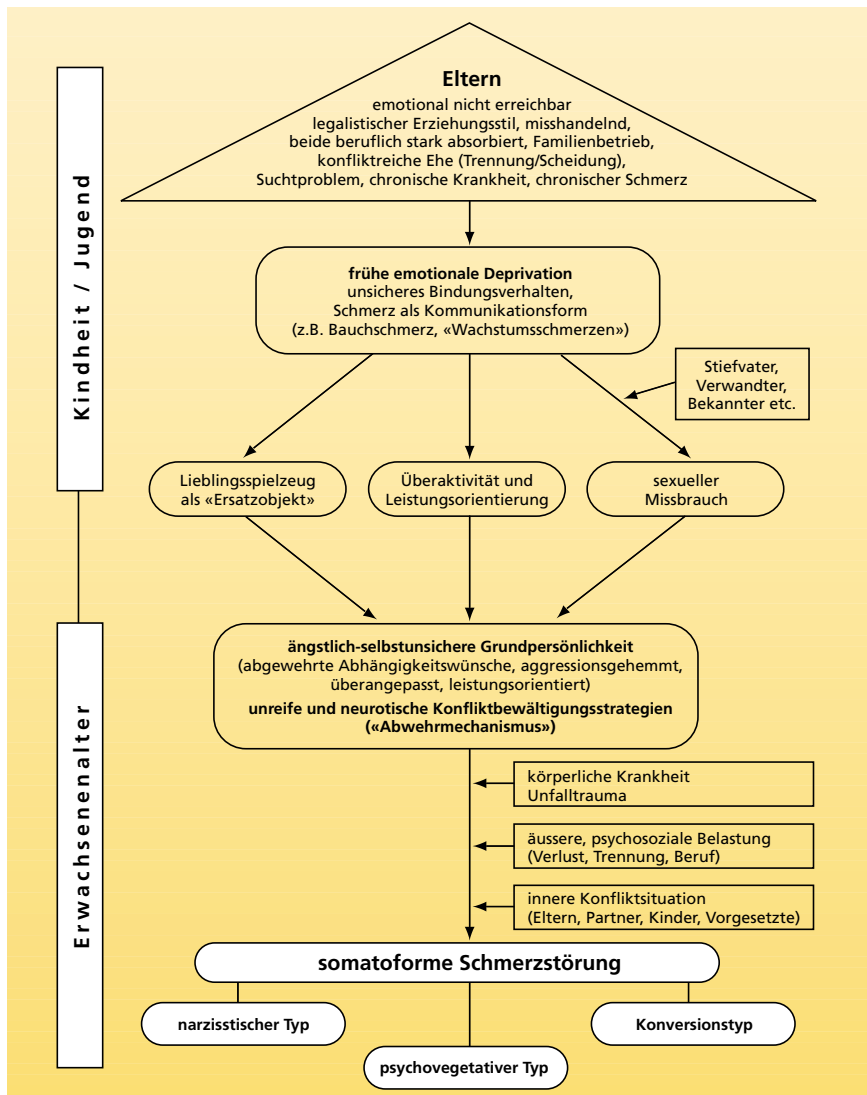 Kindheit / Jugend
Eltern
emotional nicht erreichbar
legalistischer Erziehungsstil, misshandelnd,
beide beruflich stark absorbiert, Familienbetrieb,
konfliktreiche Ehe (Trennung/Scheidung),
Suchtproblem, chronische Krankheit, chronischer Schmerz
frühe emotionale Deprivation
unsicheres Bindungsverhalten,
Schmerz als Kommunikationsform
(z.B. Bauchschmerz, «Wachstumsschmerzen»)
Stiefvater,
Verwandter,
Bekannter etc.
Lieblingsspielzeug
als «Ersatzobjekt»
Überaktivität und
Leistungsorientierung
sexueller
Missbrauch
Erwachsenenalter
ängstlich-selbstunsichere Grundpersönlichkeit
(abgewehrte Abhängigkeitswünsche, aggressionsgehemmt,
überangepasst, leistungsorientiert)
unreife und neurotische Konfliktbewältigungsstrategien
(«Abwehrmechanismus»)
körperliche Krankheit
Unfalltrauma
äussere, psychosoziale Belastung
(Verlust, Trennung, Beruf)
innere Konfliktsituation
(Eltern, Partner, Kinder, Vorgesetzte)
somatoforme Schmerzstörung
narzisstischer Typ
psychovegetativer Typ
Konversionstyp